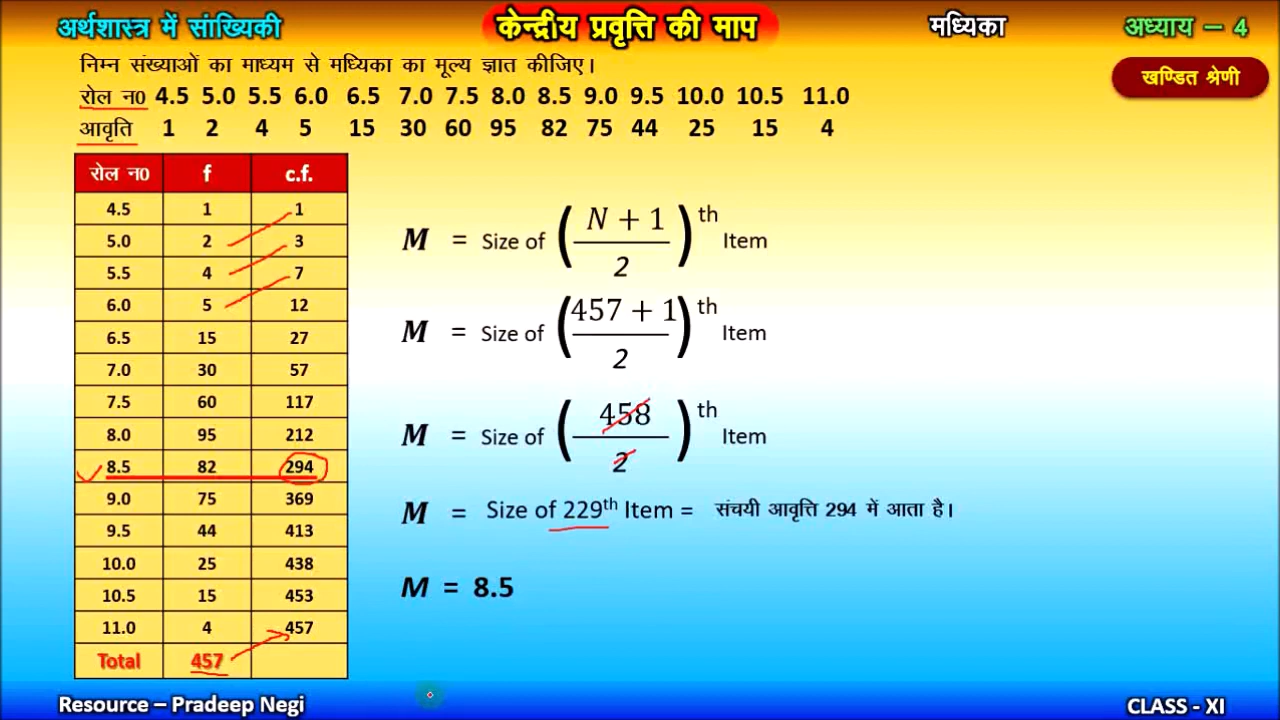 अर्थशास्त्र में सांख्यिकी
केन्द्रीय प्रवृत्ति की माप
मध्यिका
अध्याय – 4
निम्न संख्याओं का माध्यम से मध्यिका का मूल्य ज्ञात कीजिए।
खण्डित श्रेणी
रोल न0 4.5 5.0 5.5 6.0 6.5 7.0 7.5 8.0 8.5 9.0 9.5 10.0 10.5 11.0
आवृति 1 2 4 5 15 30 60 95 82 75 44 25 15 4
रोल न0 f c.f.
4.5 1 1
5.0 2 3
5.5 4 7
6.0 5 12
6.5 15 27
7.0 30 57
7.5 60 117
8.0 95 212
8.5 82 294
9.0 75 369
9.5 44 413
10.0 25 438
10.5 15 453
11.0 4 457
Total 457
M = Size of (N + 1 / 2)th Item
M = Size of (457 + 1 / 2)th Item
M = Size of (458 / 2)th Item
M = Size of 229th Item = संचयी आवृति 294 में आता है।
M = 8.5
Resource – Pradeep Negi
CLASS - XI